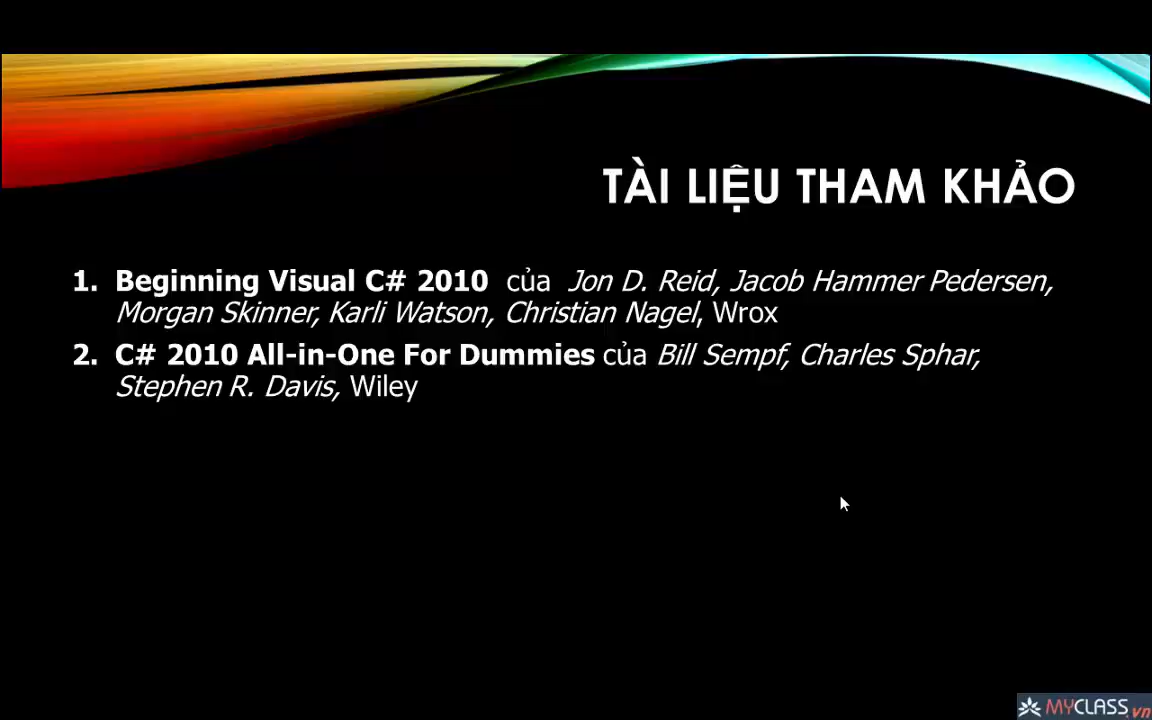 TÀI LIỆU THAM KHẢO
1. Beginning Visual C# 2010 của Jon D. Reid, Jacob Hammer Pedersen,
Morgan Skinner, Karli Watson, Christian Nagel, Wrox
2. C# 2010 All-in-One For Dummies của Bill Sempf, Charles Sphar,
Stephen R. Davis, Wiley
MYCLASS.vn